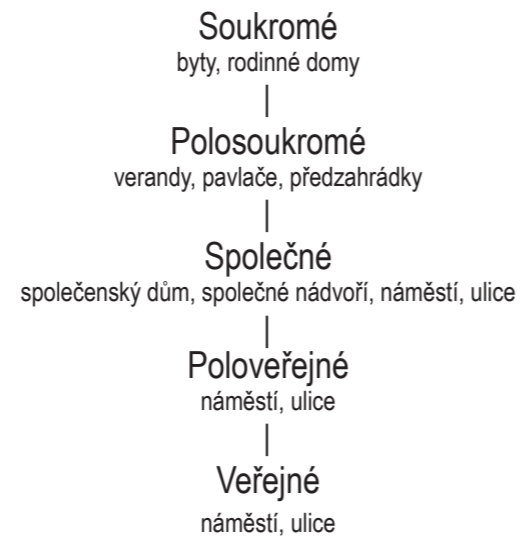 Soukromé
byty, rodinné domy
Polosoukromé
verandy, pavlače, předzahrádky
Společné
společenský dům, společné nádvoří, náměstí, ulice
Poloveřejné
náměstí, ulice
Veřejné
náměstí, ulice